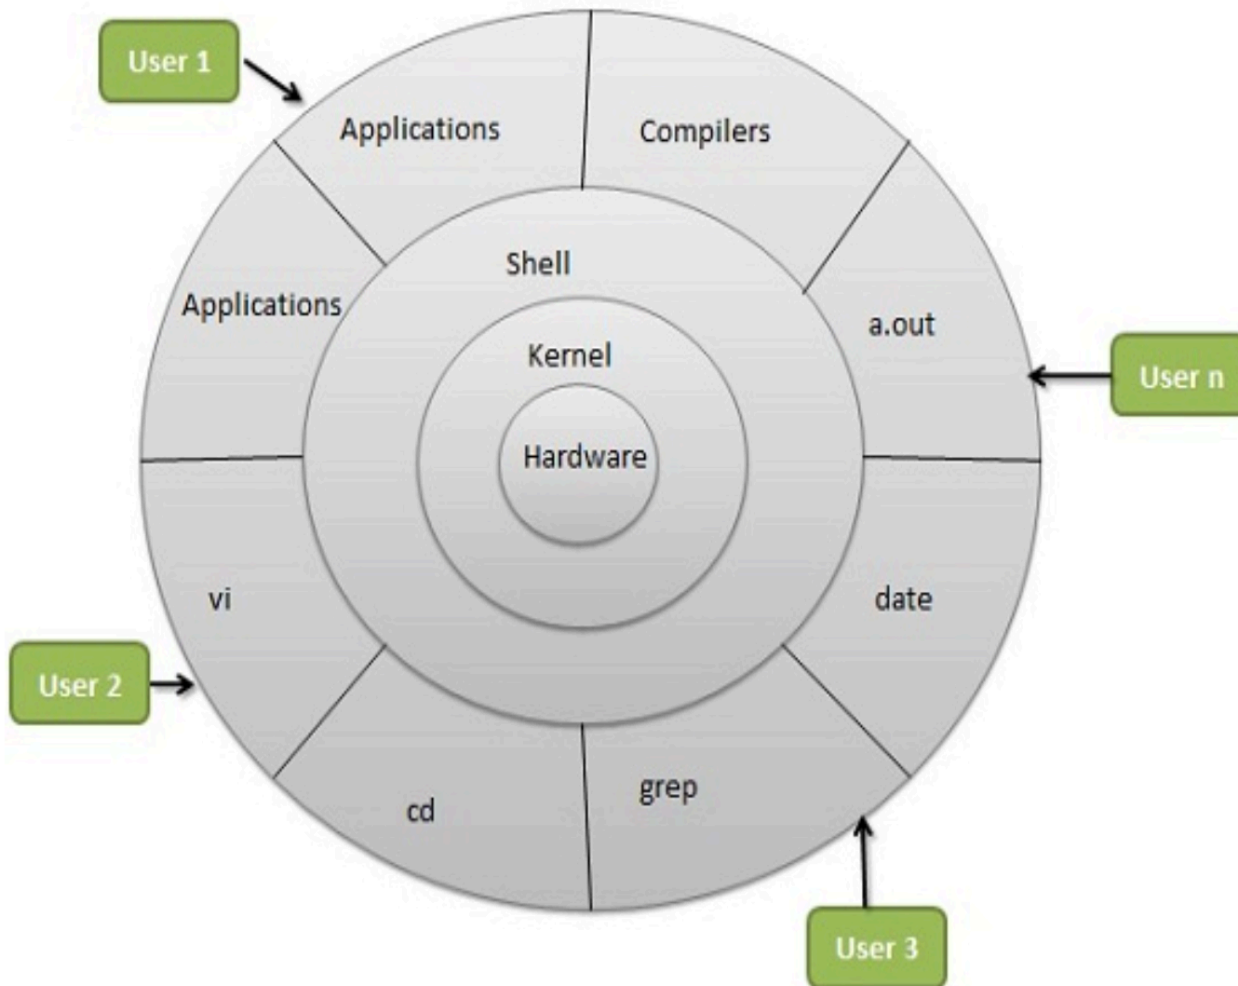 User 1
Applications
Compilers
Shell
Applications
a.out
Kernel
User n
Hardware
vi
date
User 2
cd
grep
User 3